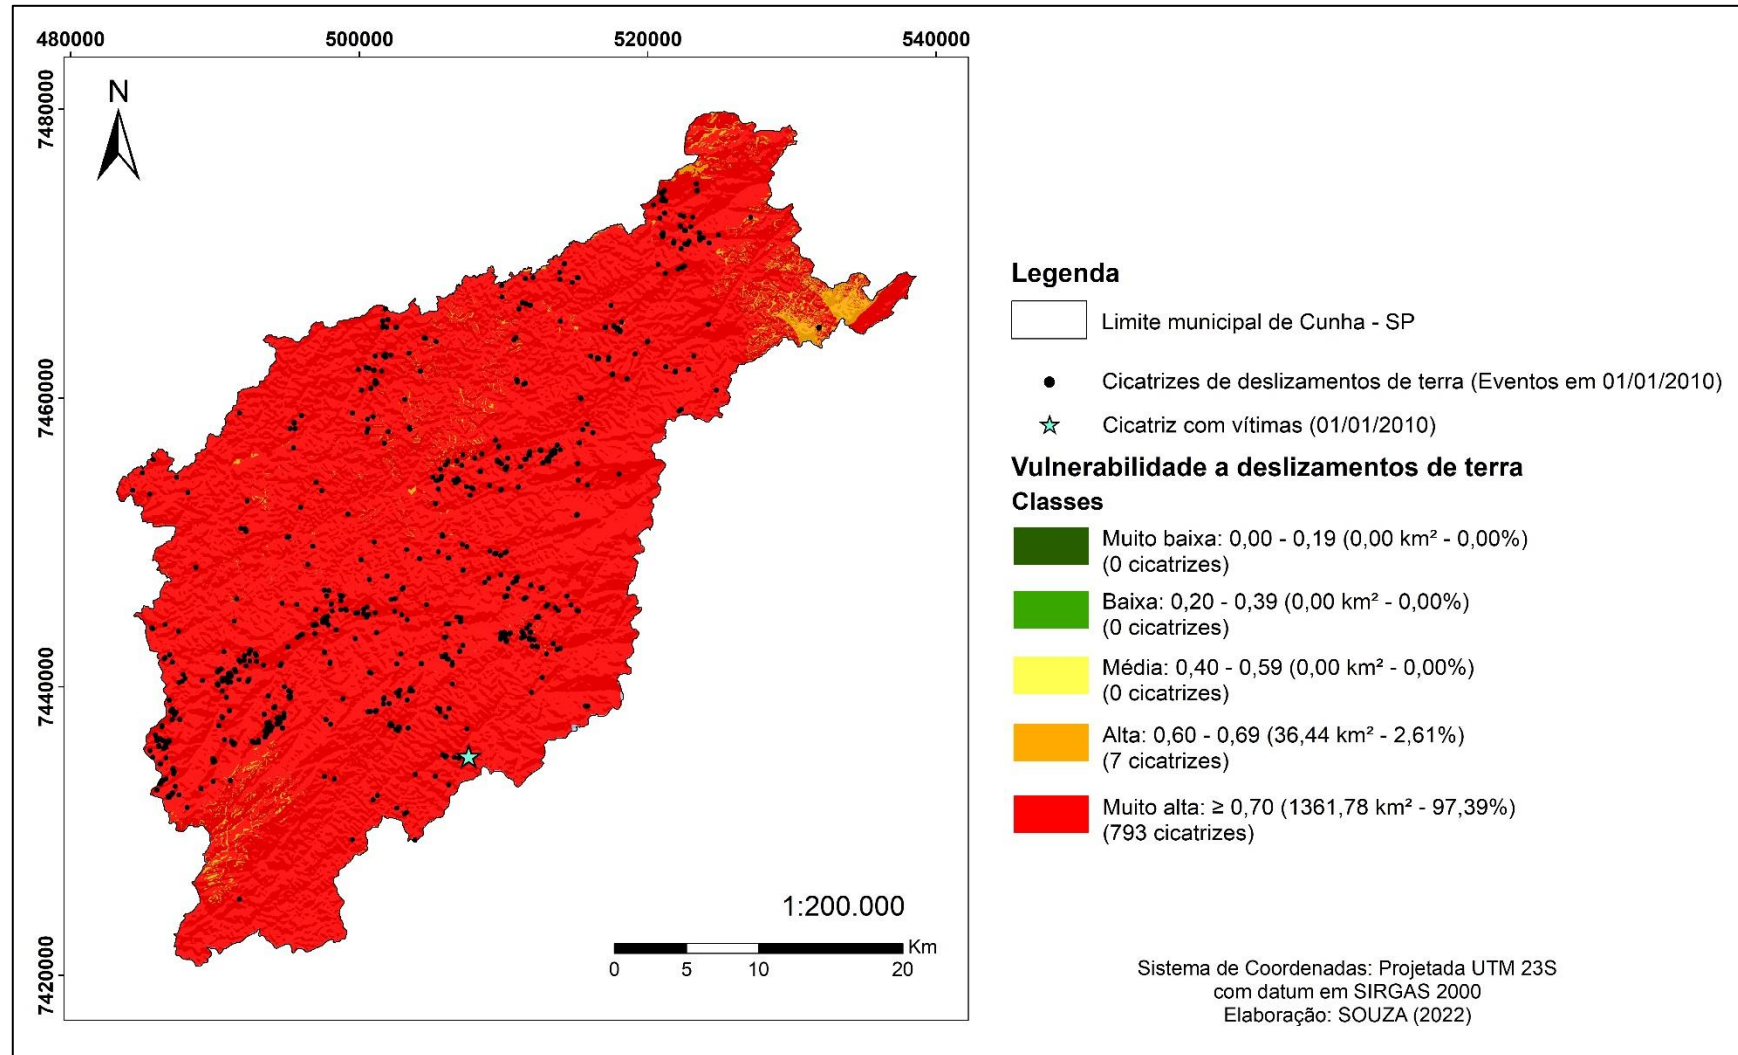 480000
500000
520000
540000
7480000
7460000
7440000
7420000
N
1:200.000
Km
0
5
10
20
Legenda
Limite municipal de Cunha - SP
Cicatrizes de deslizamentos de terra (Eventos em 01/01/2010)
Cicatriz com vítimas (01/01/2010)
Vulnerabilidade a deslizamentos de terra
Classes
Muito baixa: 0,00 - 0,19 (0,00 km² - 0,00%)
(0 cicatrizes)
Baixa: 0,20 - 0,39 (0,00 km² - 0,00%)
(0 cicatrizes)
Média: 0,40 - 0,59 (0,00 km² - 0,00%)
(0 cicatrizes)
Alta: 0,60 - 0,69 (36,44 km² - 2,61%)
(7 cicatrizes)
Muito alta: ≥ 0,70 (1361,78 km² - 97,39%)
(793 cicatrizes)
Sistema de Coordenadas: Projetada UTM 23S
com datum em SIRGAS 2000
Elaboração: SOUZA (2022)